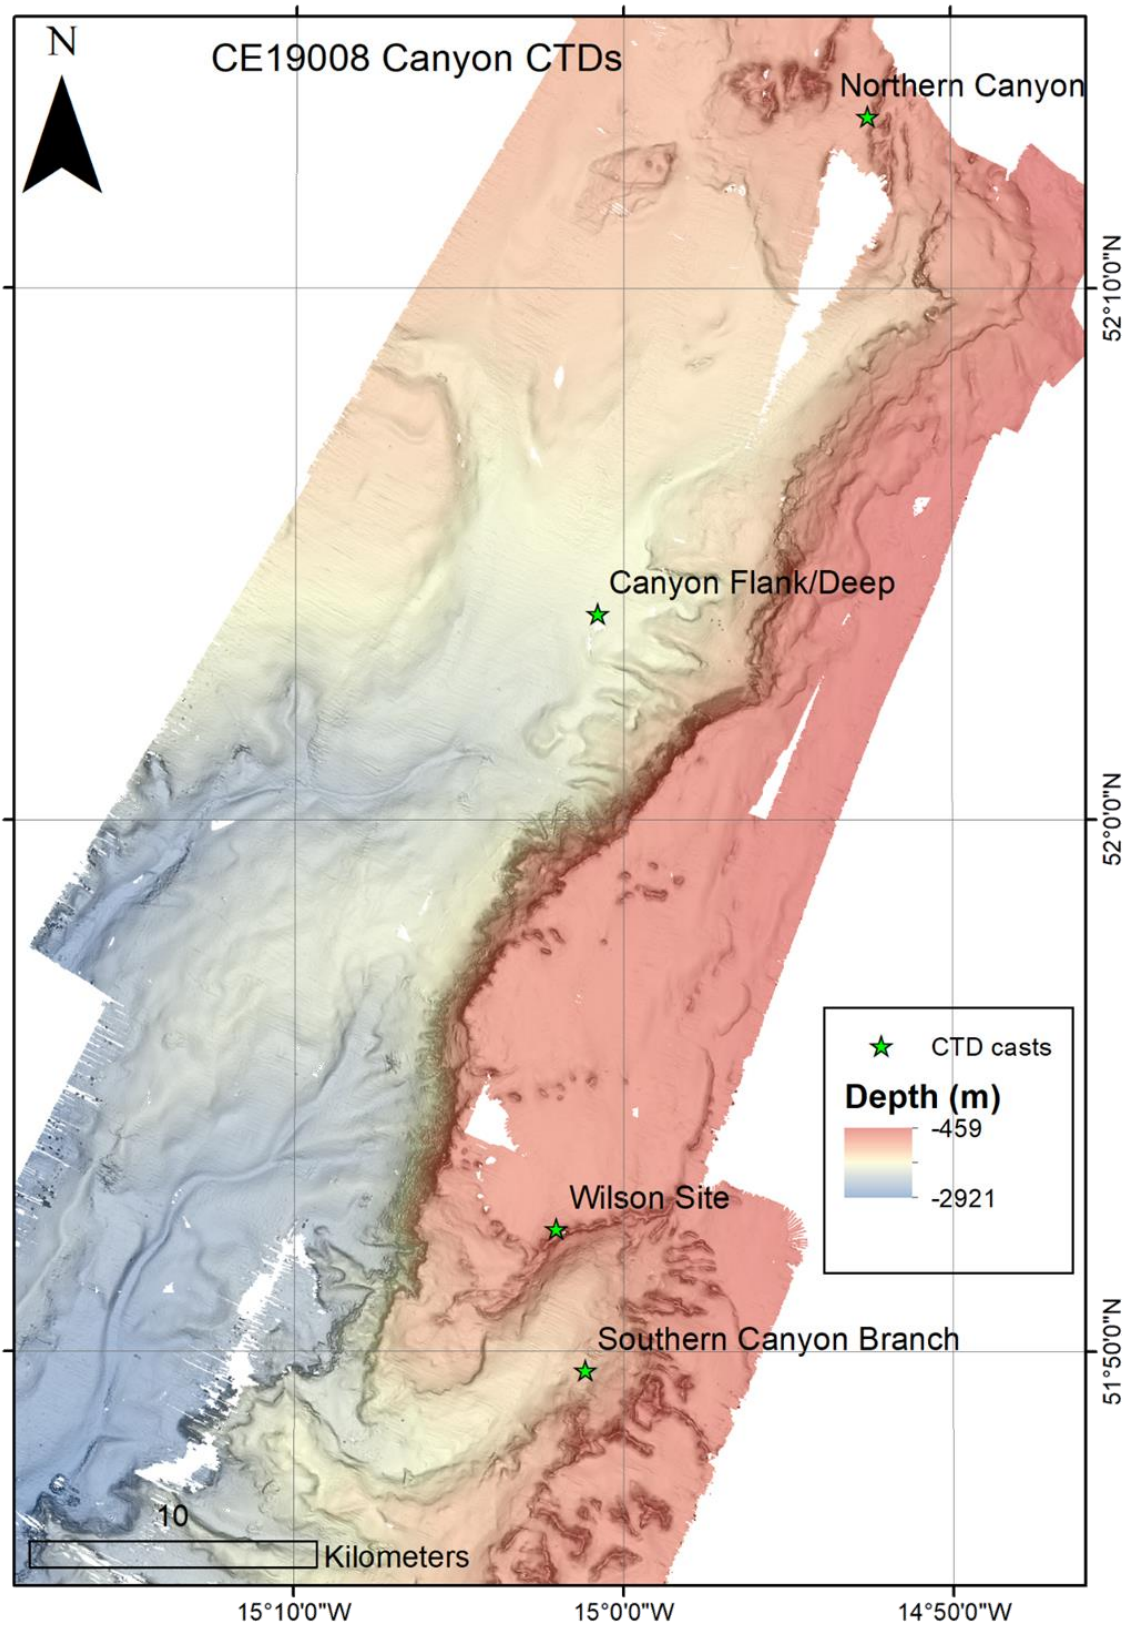 N
CE19008 Canyon CTDs
Northern Canyon
52°10'0"N
Canyon Flank/Deep
52°0'0"N
CTD casts
Depth (m)
-459
-2921
Wilson Site
Southern Canyon Branch
51°50'0"N
10
Kilometers
15°10'0"W
15°0'0"W
14°50'0"W